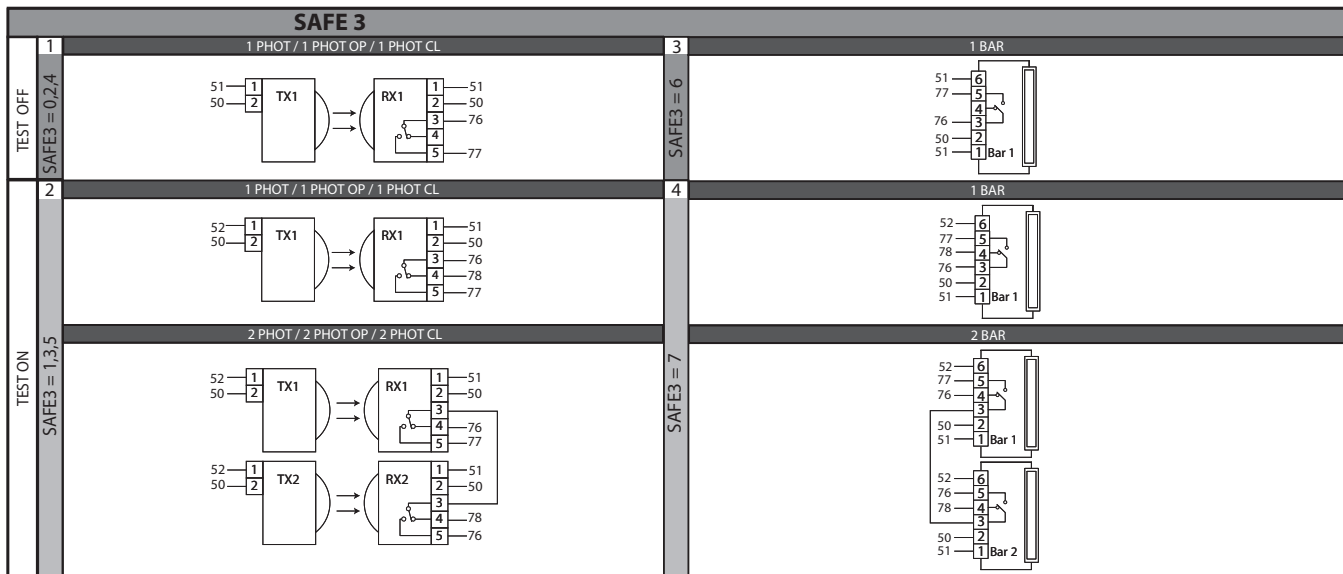 SAFE 3
TEST OFF
1
SAFE3 = 0,2,4
1 PHOT / 1 PHOT OP / 1 PHOT CL
51 1 TX1 RX1 1 51
50 2 2 50
3 76
4
5 77
3
SAFE3 = 6
1 BAR
51 6
77 5
4
76 3
50 2
51 1 Bar 1
TEST ON
2
SAFE3 = 1,3,5
1 PHOT / 1 PHOT OP / 1 PHOT CL
52 1 TX1 RX1 1 51
50 2 2 50
3 76
4 78
5 77
2 PHOT / 2 PHOT OP / 2 PHOT CL
52 1 TX1 RX1 1 51
50 2 2 50
3
4 76
5 77
52 1 TX2 RX2 1 51
50 2 2 50
3
4 78
5 76
4
SAFE3 = 7
1 BAR
52 6
77 5
78 4
76 3
50 2
51 1 Bar 1
2 BAR
52 6
77 5
76 4
3
50 2
51 1 Bar 1
52 6
76 5
78 4
3
50 2
51 1 Bar 2